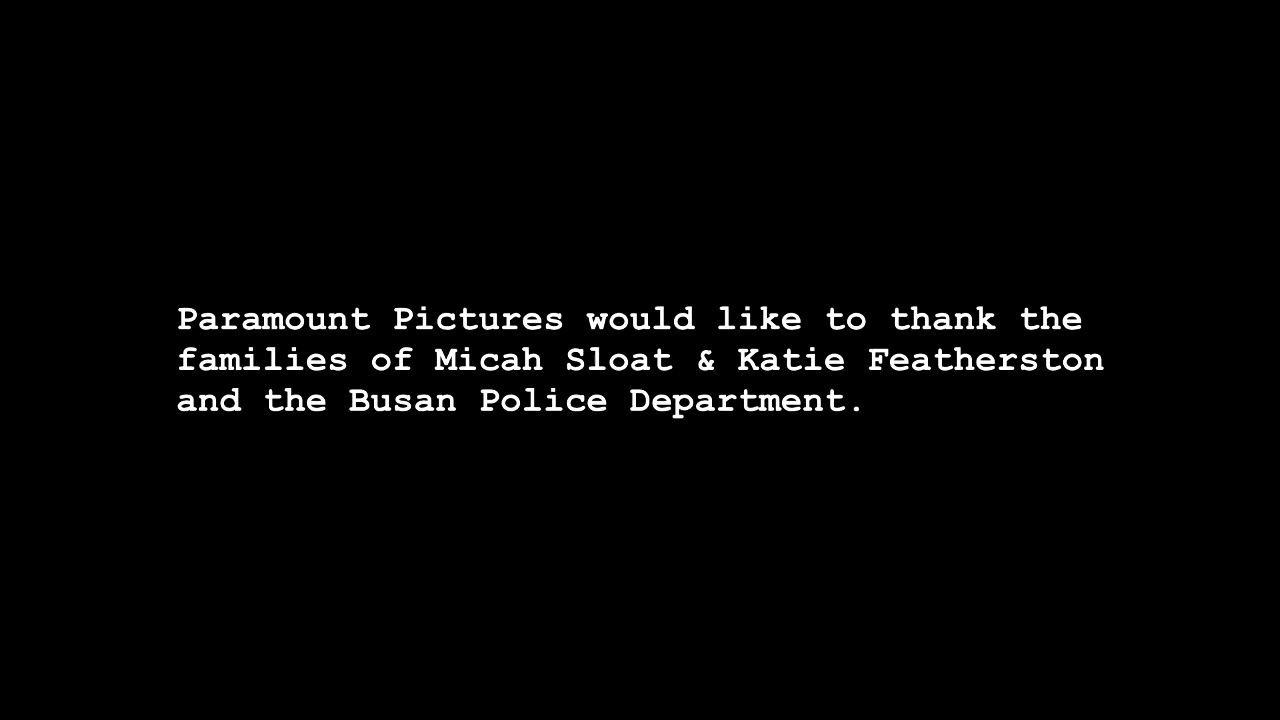 Paramount Pictures would like to thank the
families of Micah Sloat & Katie Featherston
and the Busan Police Department.